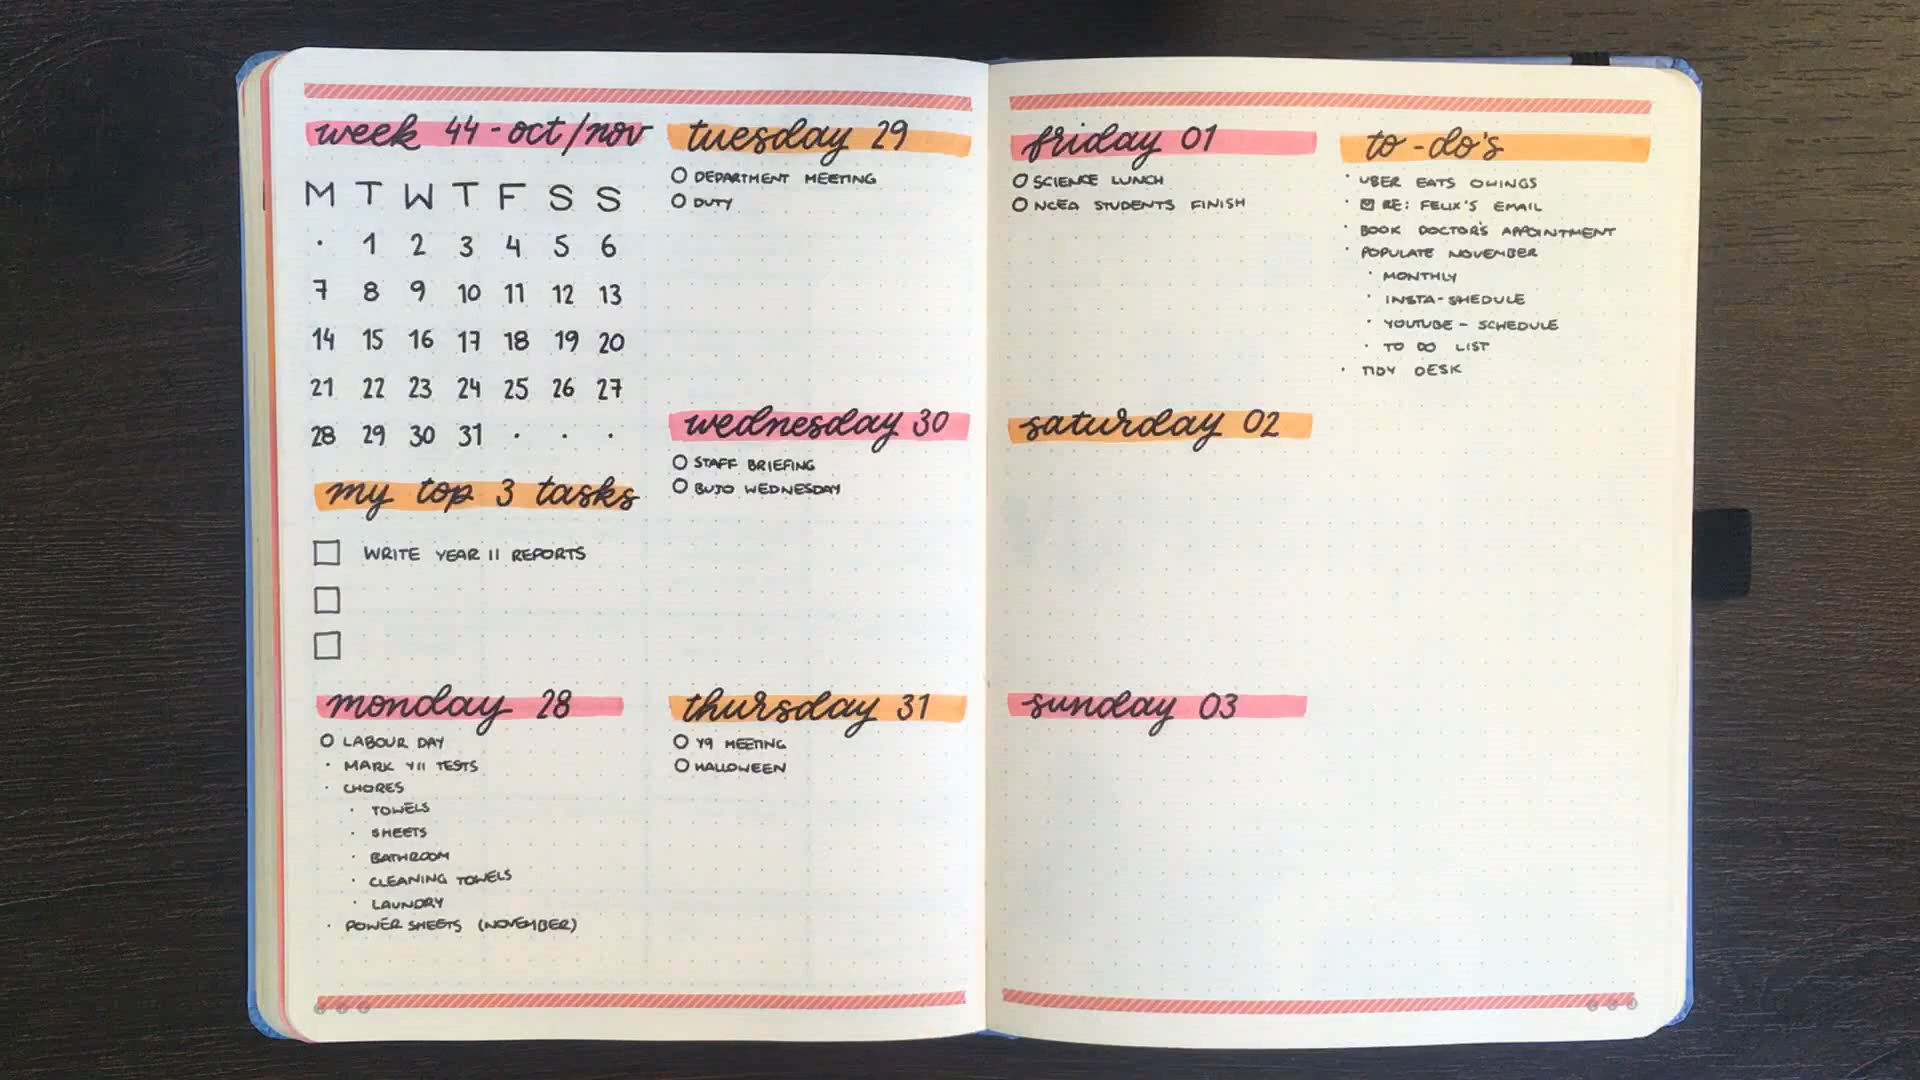 week 44 - oct/nov
M T W T F S S
· 1 2 3 4 5 6
7 8 9 10 11 12 13
14 15 16 17 18 19 20
21 22 23 24 25 26 27
28 29 30 31 · · ·
my top 3 tasks
WRITE YEAR 11 REPORTS
monday 28
LABOUR DAY
· MARK Y11 TESTS
· CHORES
· TOWELS
· SHEETS
· BATHROOM
· CLEANING TOWELS
· LAUNDRY
· POWER SHEETS (NOVEMBER)
tuesday 29
DEPARTMENT MEETING
DUTY
wednesday 30
STAFF BRIEFING
BUJO WEDNESDAY
thursday 31
Y9 MEETING
HALLOWEEN
friday 01
SCIENCE LUNCH
NCEA STUDENTS FINISH
saturday 02
sunday 03
to-do's
· UBER EATS OWINGS
· RE: FELIX'S EMAIL
· BOOK DOCTOR'S APPOINTMENT
· POPULATE NOVEMBER
· MONTHLY
· INSTA-SHEDULE
· YOUTUBE - SCHEDULE
· TO DO LIST
· TIDY DESK